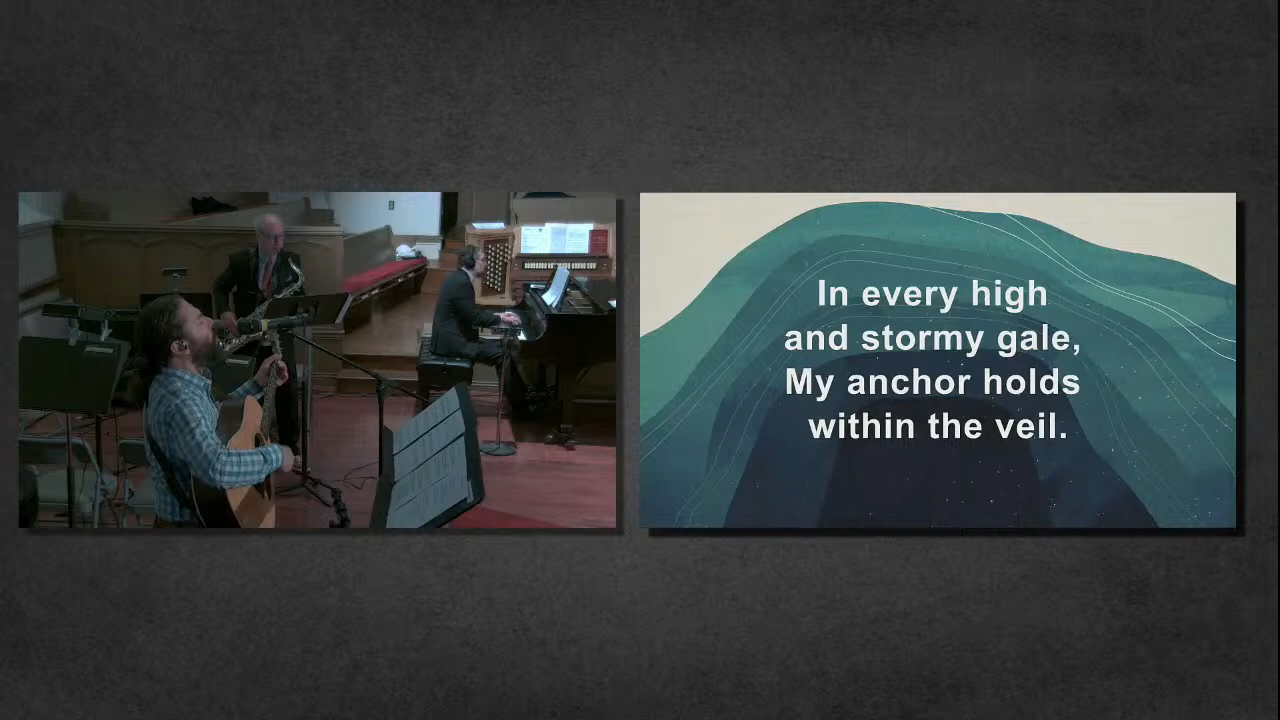 In every high
and stormy gale,
My anchor holds
within the veil.